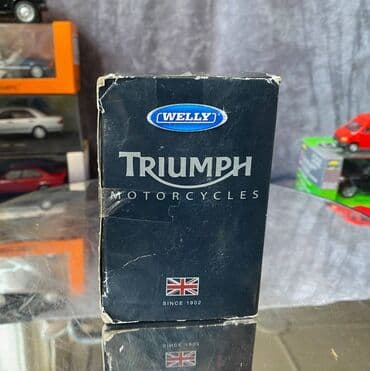 WELLY
TRIUMPH
MOTORCYCLES
SINCE 1902